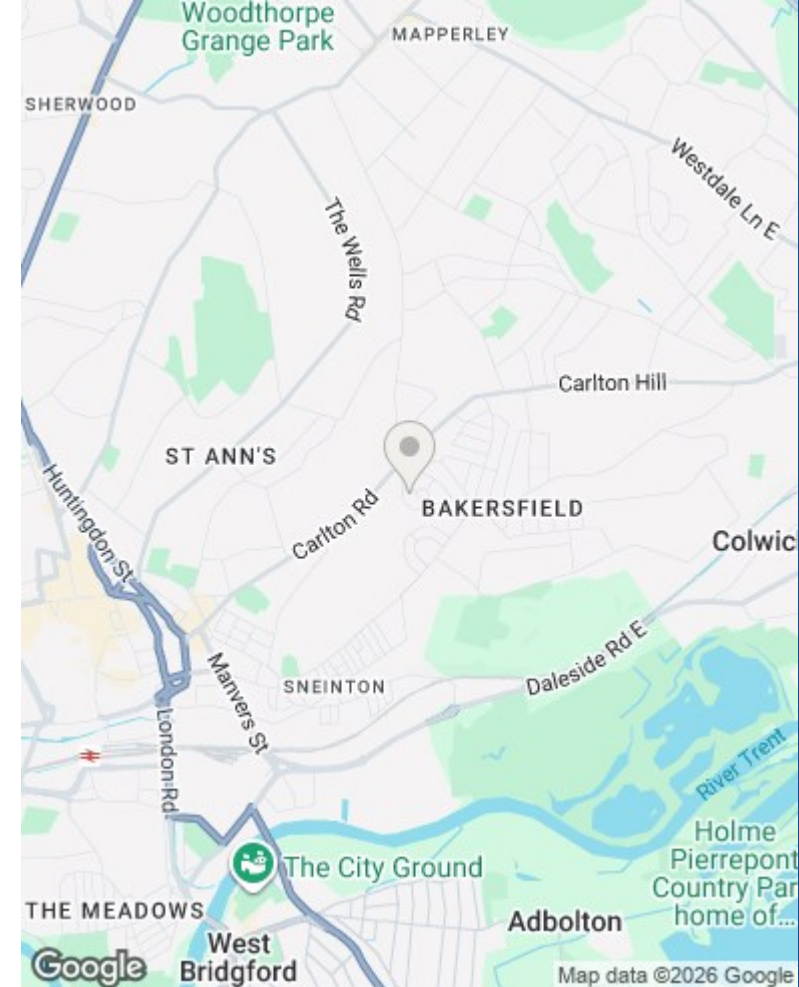 Woodthorpe
Grange Park
MAPPERLEY
SHERWOOD
Westdale Ln E
The Wells Rd
Carlton Hill
ST ANN'S
Huntingdon St
Carlton Rd
BAKERSFIELD
Colwic
Daleside Rd E
Manvers St
SNEINTON
London Rd
River Trent
Holme
Pierrepont
Country Par
home of...
The City Ground
THE MEADOWS
Adbolton
West
Bridgford
Google
Map data ©2026 Google